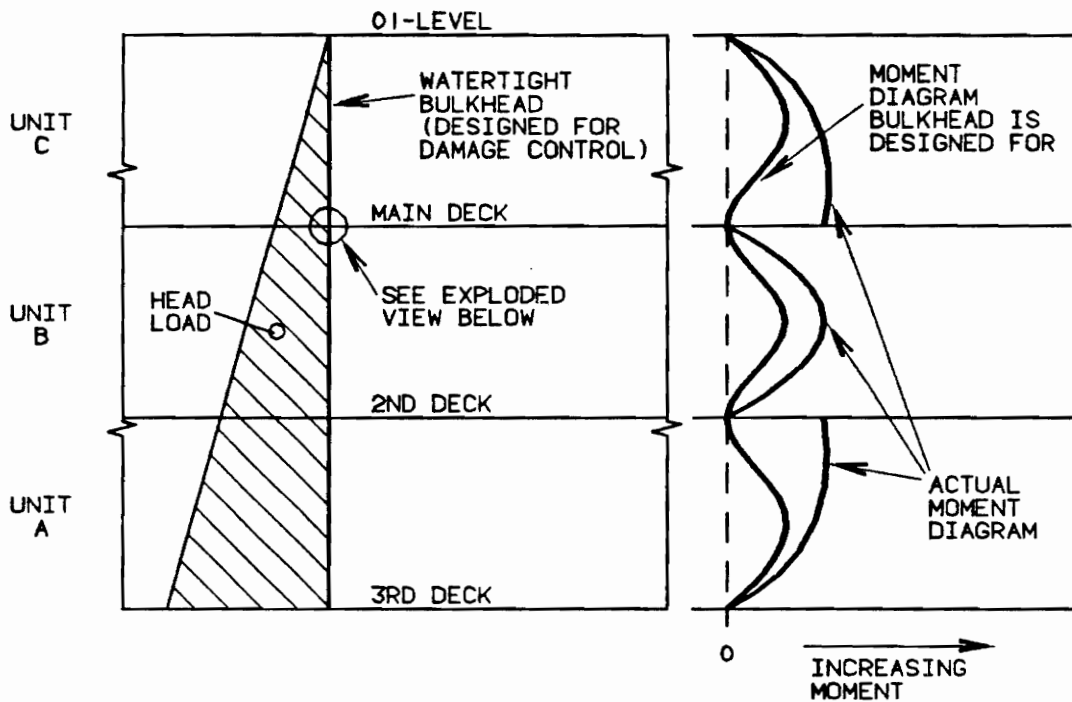 01-LEVEL
UNIT
C
WATERTIGHT
BULKHEAD
(DESIGNED FOR
DAMAGE CONTROL)
MOMENT
DIAGRAM
BULKHEAD IS
DESIGNED FOR
MAIN DECK
UNIT
B
HEAD
LOAD
SEE EXPLODED
VIEW BELOW
2ND DECK
UNIT
A
ACTUAL
MOMENT
DIAGRAM
3RD DECK
0
INCREASING
MOMENT